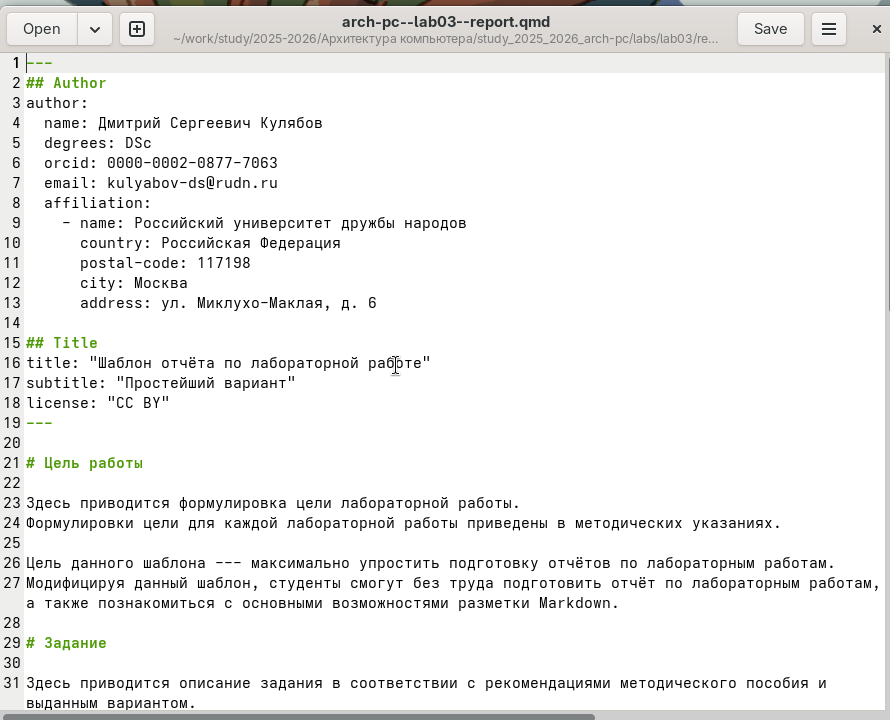 Open
arch-pc--lab03--report.qmd
~/work/study/2025-2026/Архитектура компьютера/study_2025_2026_arch-pc/labs/lab03/re...
Save
1 ---
2 ## Author
3 author:
4   name: Дмитрий Сергеевич Кулябов
5   degrees: DSc
6   orcid: 0000-0002-0877-7063
7   email: kulyabov-ds@rudn.ru
8   affiliation:
9     - name: Российский университет дружбы народов
10       country: Российская Федерация
11       postal-code: 117198
12       city: Москва
13       address: ул. Миклухо-Маклая, д. 6
14
15 ## Title
16 title: "Шаблон отчёта по лабораторной работе"
17 subtitle: "Простейший вариант"
18 license: "CC BY"
19 ---
20
21 # Цель работы
22
23 Здесь приводится формулировка цели лабораторной работы.
24 Формулировки цели для каждой лабораторной работы приведены в методических указаниях.
25
26 Цель данного шаблона --- максимально упростить подготовку отчётов по лабораторным работам.
27 Модифицируя данный шаблон, студенты смогут без труда подготовить отчёт по лабораторным работам,
а также познакомиться с основными возможностями разметки Markdown.
28
29 # Задание
30
31 Здесь приводится описание задания в соответствии с рекомендациями методического пособия и
выданным вариантом.